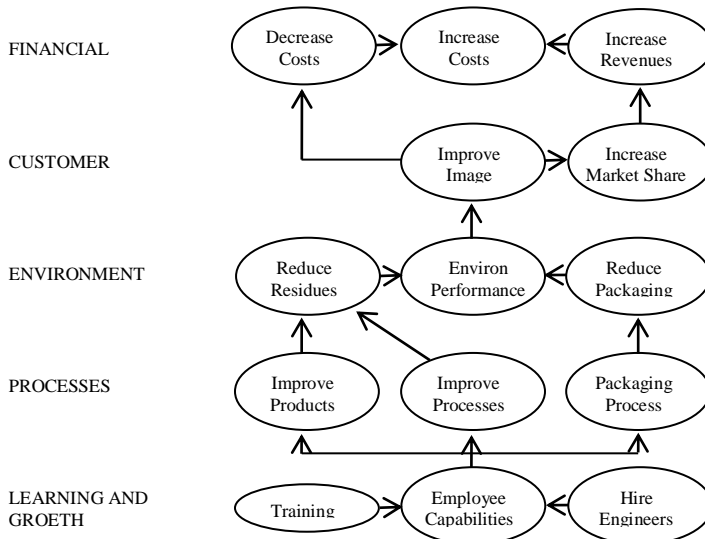 FINANCIAL
Decrease
Costs
Increase
Costs
Increase
Revenues
CUSTOMER
Improve
Image
Increase
Market Share
ENVIRONMENT
Reduce
Residues
Environ
Performance
Reduce
Packaging
PROCESSES
Improve
Products
Improve
Processes
Packaging
Process
LEARNING AND
GROETH
Training
Employee
Capabilities
Hire
Engineers